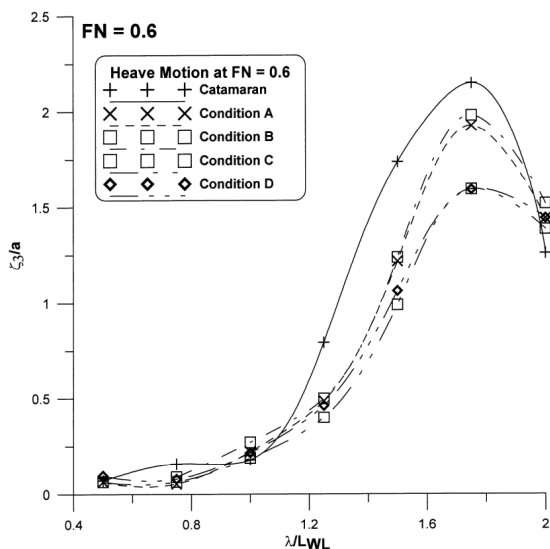 FN = 0.6
Heave Motion at FN = 0.6
Catamaran
Condition A
Condition B
Condition C
Condition D
2.5
2
1.5
1
0.5
0
ζ3/a
0.4 0.8 1.2 1.6 2
λ/LWL